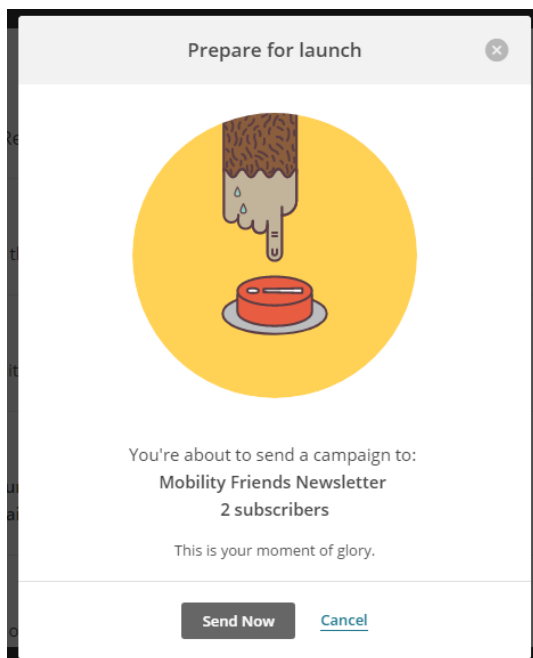 Prepare for launch
You're about to send a campaign to:
Mobility Friends Newsletter
2 subscribers
This is your moment of glory.
Send Now
Cancel